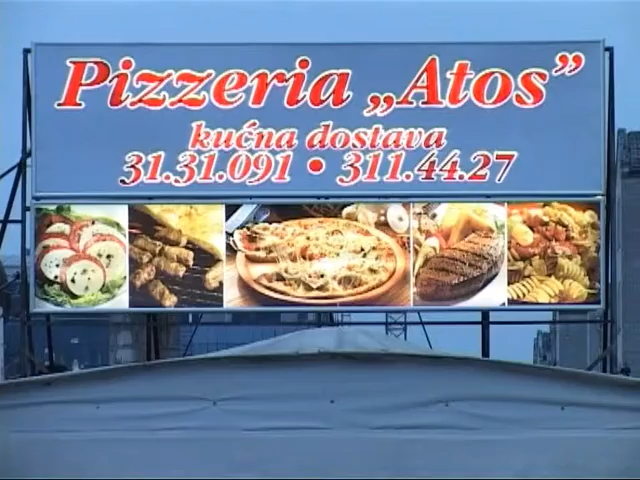 Pizzeria „Atos”
kućna dostava
31.31.091 • 311.44.27